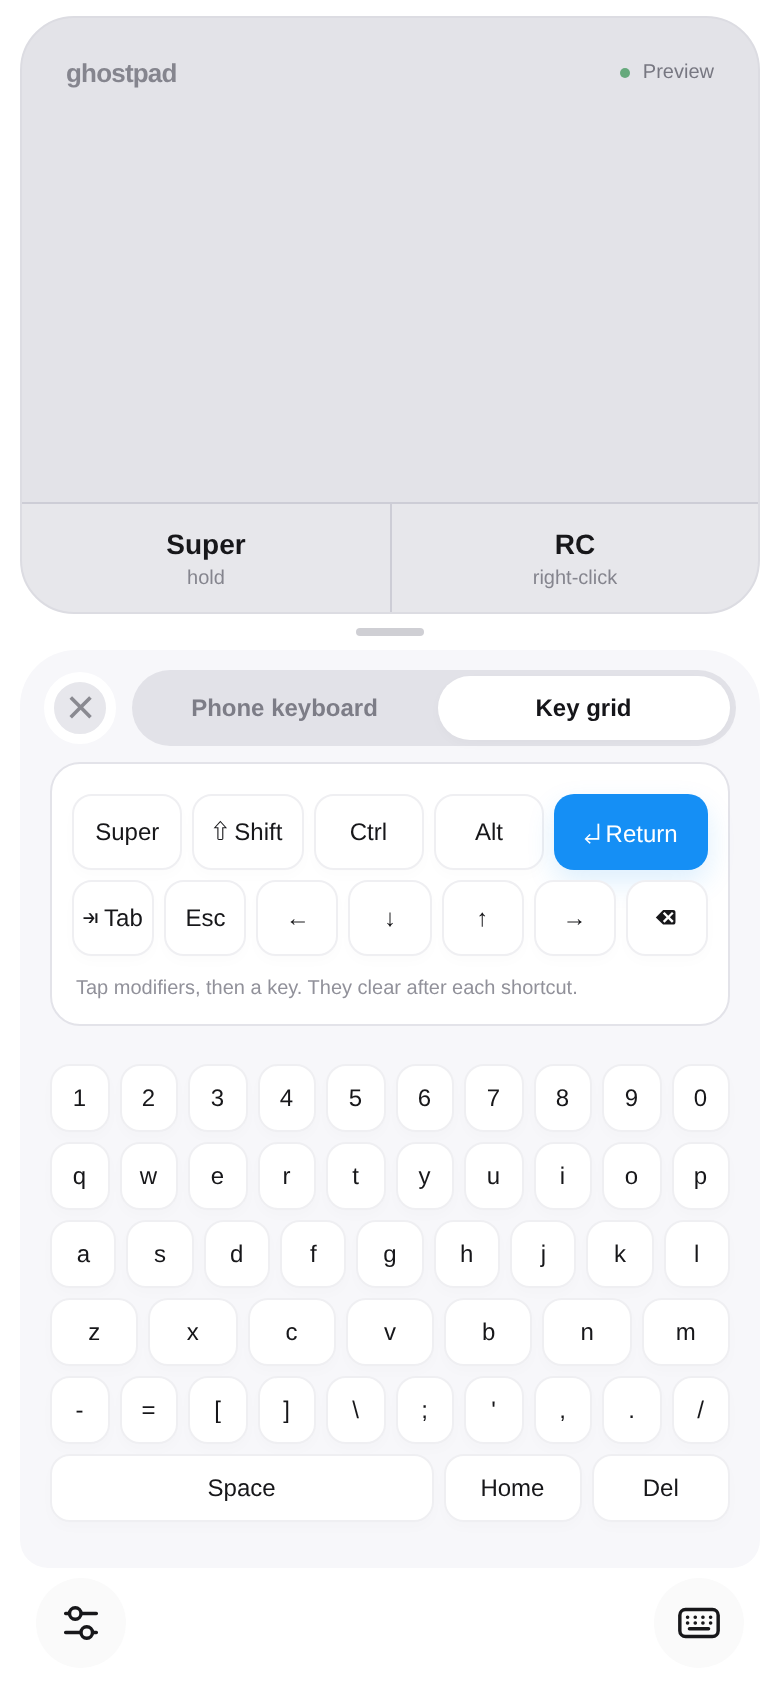 ghostpad
Preview
Super
hold
RC
right-click
Phone keyboard
Key grid
Super ⇧ Shift Ctrl Alt ↵ Return
⇥ Tab Esc ← ↓ ↑ → ⌫
Tap modifiers, then a key. They clear after each shortcut.
1 2 3 4 5 6 7 8 9 0
q w e r t y u i o p
a s d f g h j k l
z x c v b n m
- = [ ] \ ; ' , . /
Space Home Del